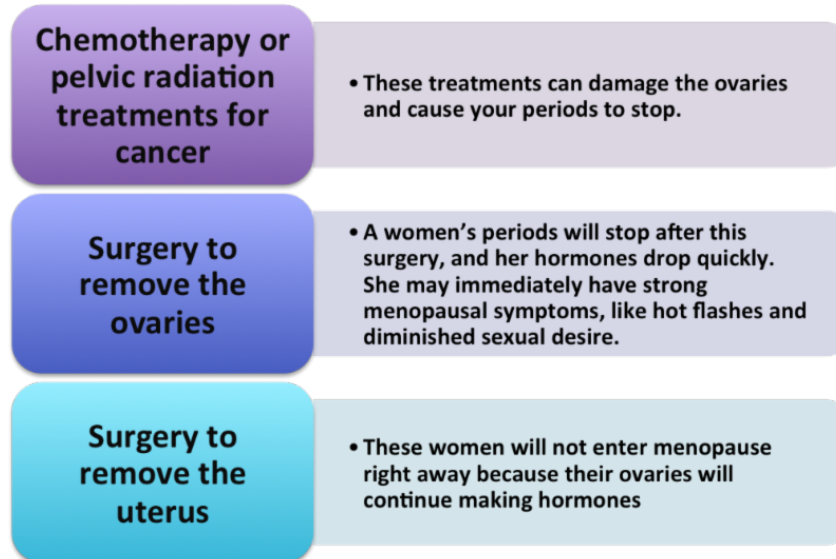 Chemotherapy or
pelvic radiation
treatments for
cancer
• These treatments can damage the ovaries
and cause your periods to stop.
Surgery to
remove the
ovaries
• A women’s periods will stop after this
surgery, and her hormones drop quickly.
She may immediately have strong
menopausal symptoms, like hot flashes and
diminished sexual desire.
Surgery to
remove the
uterus
• These women will not enter menopause
right away because their ovaries will
continue making hormones